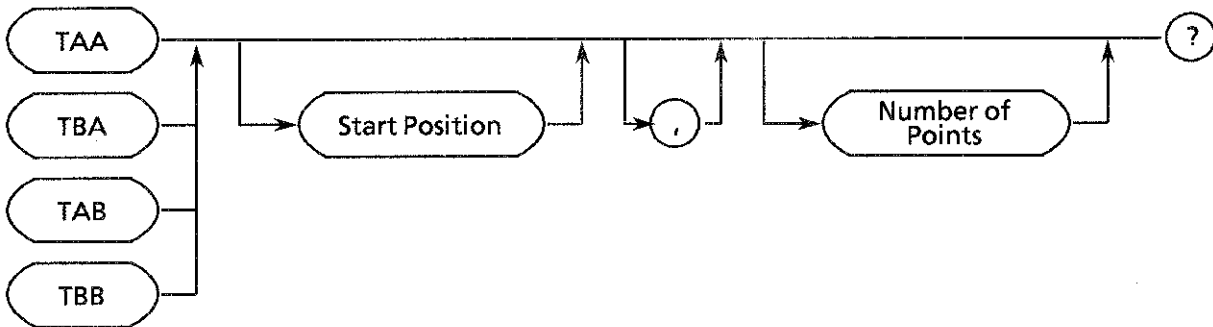 TAA
?
TBA
Start Position
,
Number of
Points
TAB
TBB